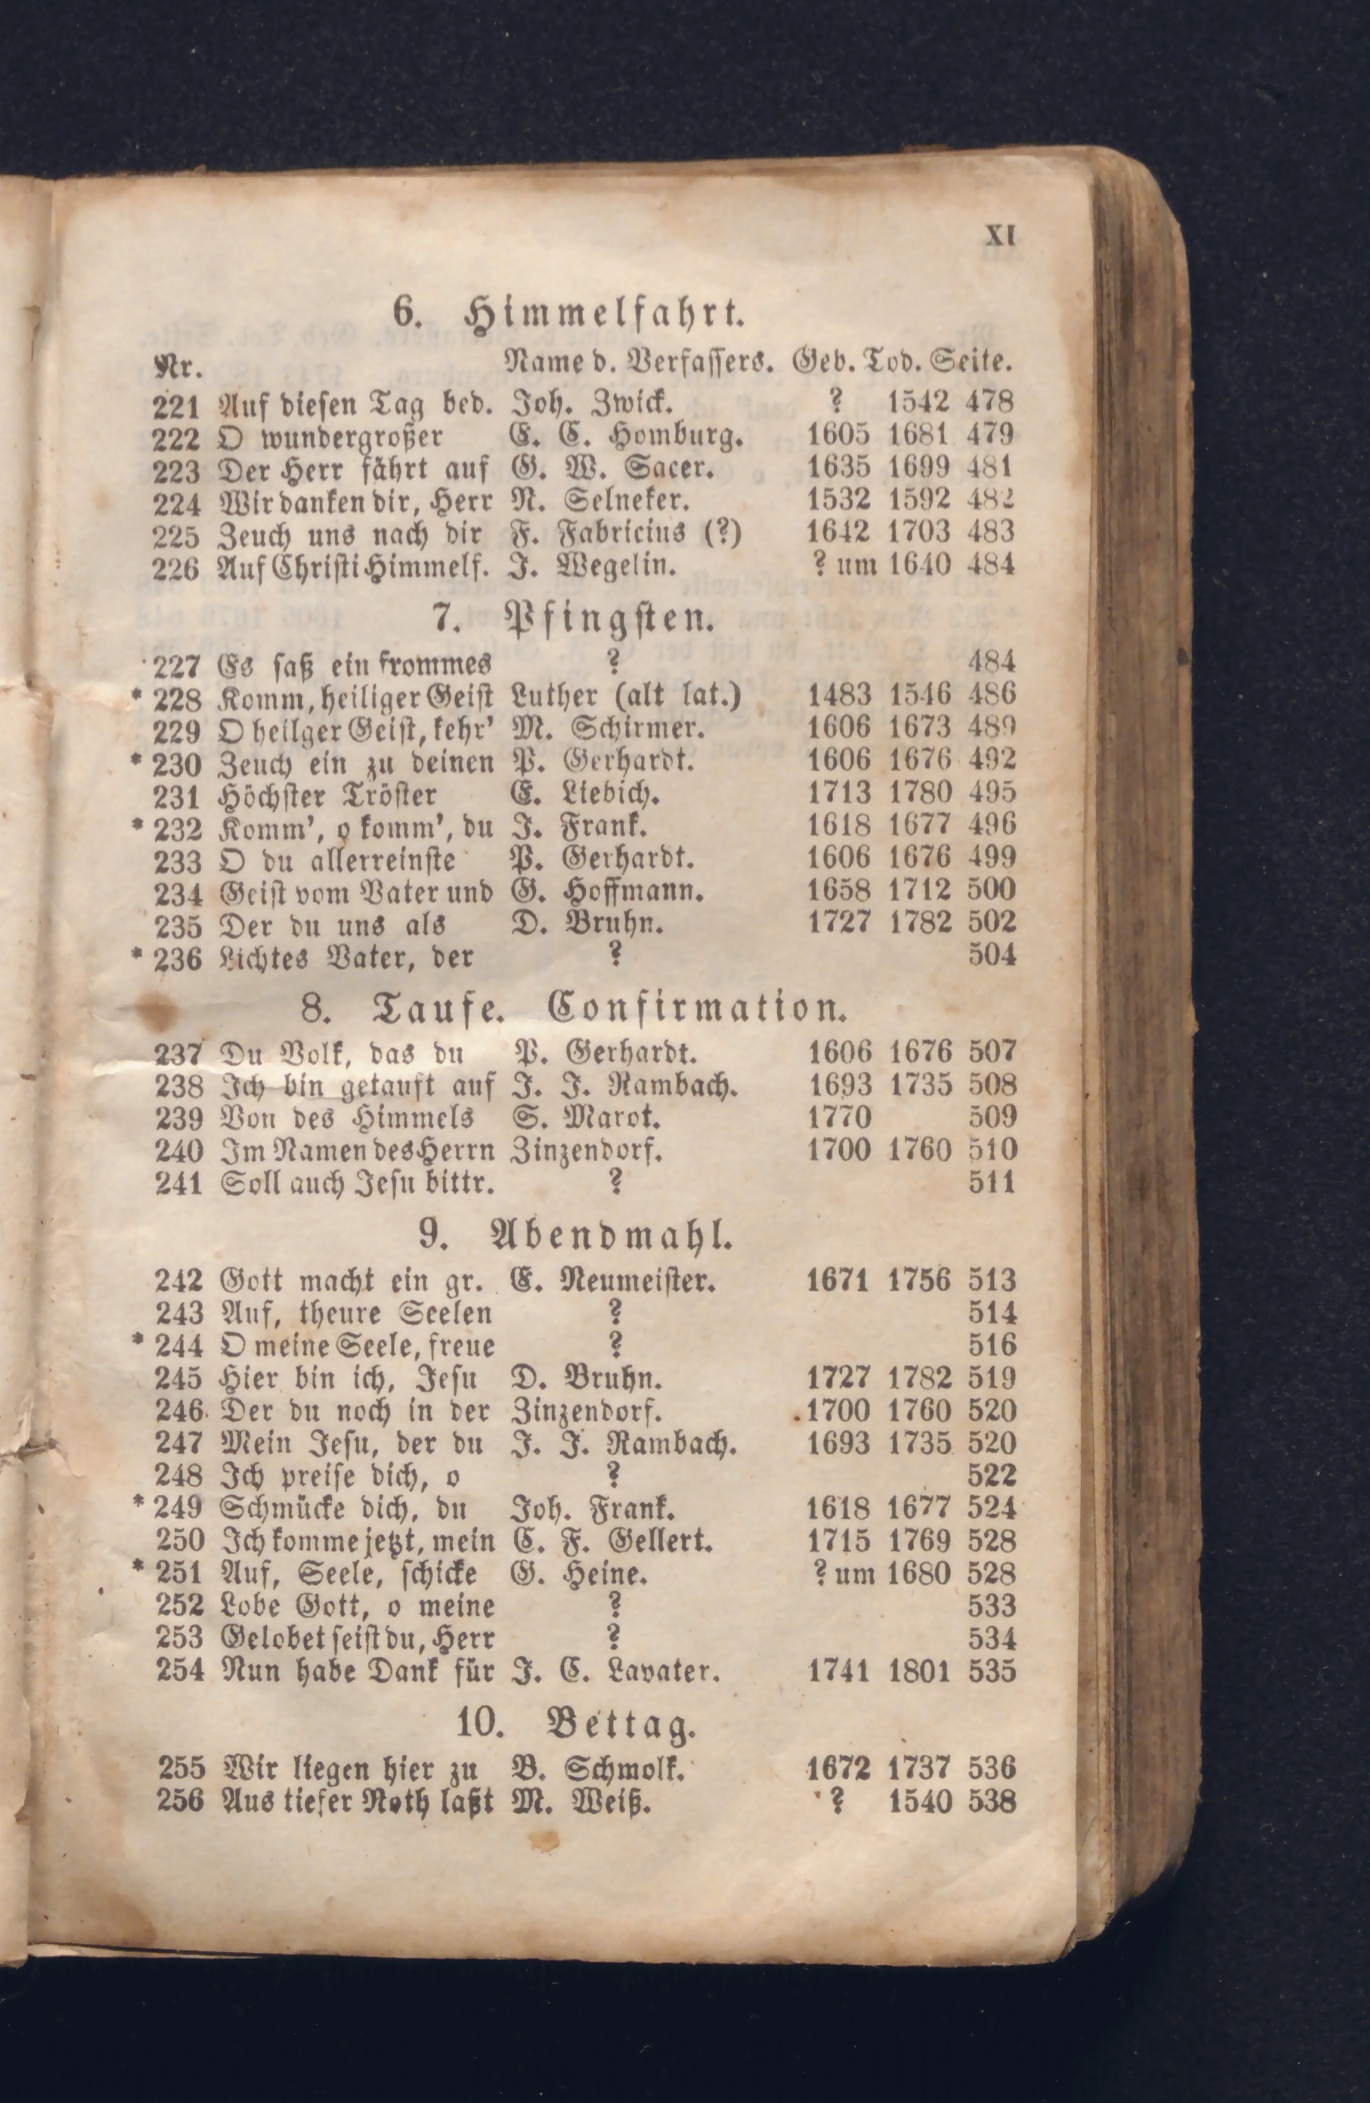 XI
6. Himmelfahrt.
Nr. Name d. Verfassers. Geb. Tod. Seite.
221 Auf diesen Tag bed. Joh. Zwick. ? 1542 478
222 O wundergroßer E. C. Homburg. 1605 1681 479
223 Der Herr fährt auf G. W. Sacer. 1635 1699 481
224 Wir danken dir, Herr N. Selneker. 1532 1592 482
225 Zeuch uns nach dir F. Fabricius (?) 1642 1703 483
226 Auf Christi Himmelf. J. Wegelin. ? um 1640 484
7. Pfingsten.
227 Es saß ein frommes ? 484
* 228 Komm, heiliger Geist Luther (alt lat.) 1483 1546 486
229 O heilger Geist, kehr' M. Schirmer. 1606 1673 489
* 230 Zeuch ein zu deinen P. Gerhardt. 1606 1676 492
231 Höchster Tröster E. Liebich. 1713 1780 495
* 232 Komm', o komm', du J. Frank. 1618 1677 496
233 O du allerreinste P. Gerhardt. 1606 1676 499
234 Geist vom Vater und G. Hoffmann. 1658 1712 500
235 Der du uns als D. Bruhn. 1727 1782 502
* 236 Lichtes Vater, der ? 504
8. Taufe. Confirmation.
237 Du Volk, das du P. Gerhardt. 1606 1676 507
238 Ich bin getauft auf J. J. Rambach. 1693 1735 508
239 Von des Himmels S. Marot. 1770 509
240 Im Namen des Herrn Zinzendorf. 1700 1760 510
241 Soll auch Jesu bittr. ? 511
9. Abendmahl.
242 Gott macht ein gr. E. Neumeister. 1671 1756 513
243 Auf, theure Seelen ? 514
* 244 O meine Seele, freue ? 516
245 Hier bin ich, Jesu D. Bruhn. 1727 1782 519
246 Der du noch in der Zinzendorf. 1700 1760 520
247 Mein Jesu, der du J. J. Rambach. 1693 1735 520
248 Ich preise dich, o ? 522
* 249 Schmücke dich, du Joh. Frank. 1618 1677 524
250 Ich komme jetzt, mein C. F. Gellert. 1715 1769 528
* 251 Auf, Seele, schicke G. Heine. ? um 1680 528
252 Lobe Gott, o meine ? 533
253 Gelobet seist du, Herr ? 534
254 Nun habe Dank für J. C. Lavater. 1741 1801 535
10. Bettag.
255 Wir liegen hier zu B. Schmolk. 1672 1737 536
256 Aus tiefer Noth laßt M. Weiß. ? 1540 538